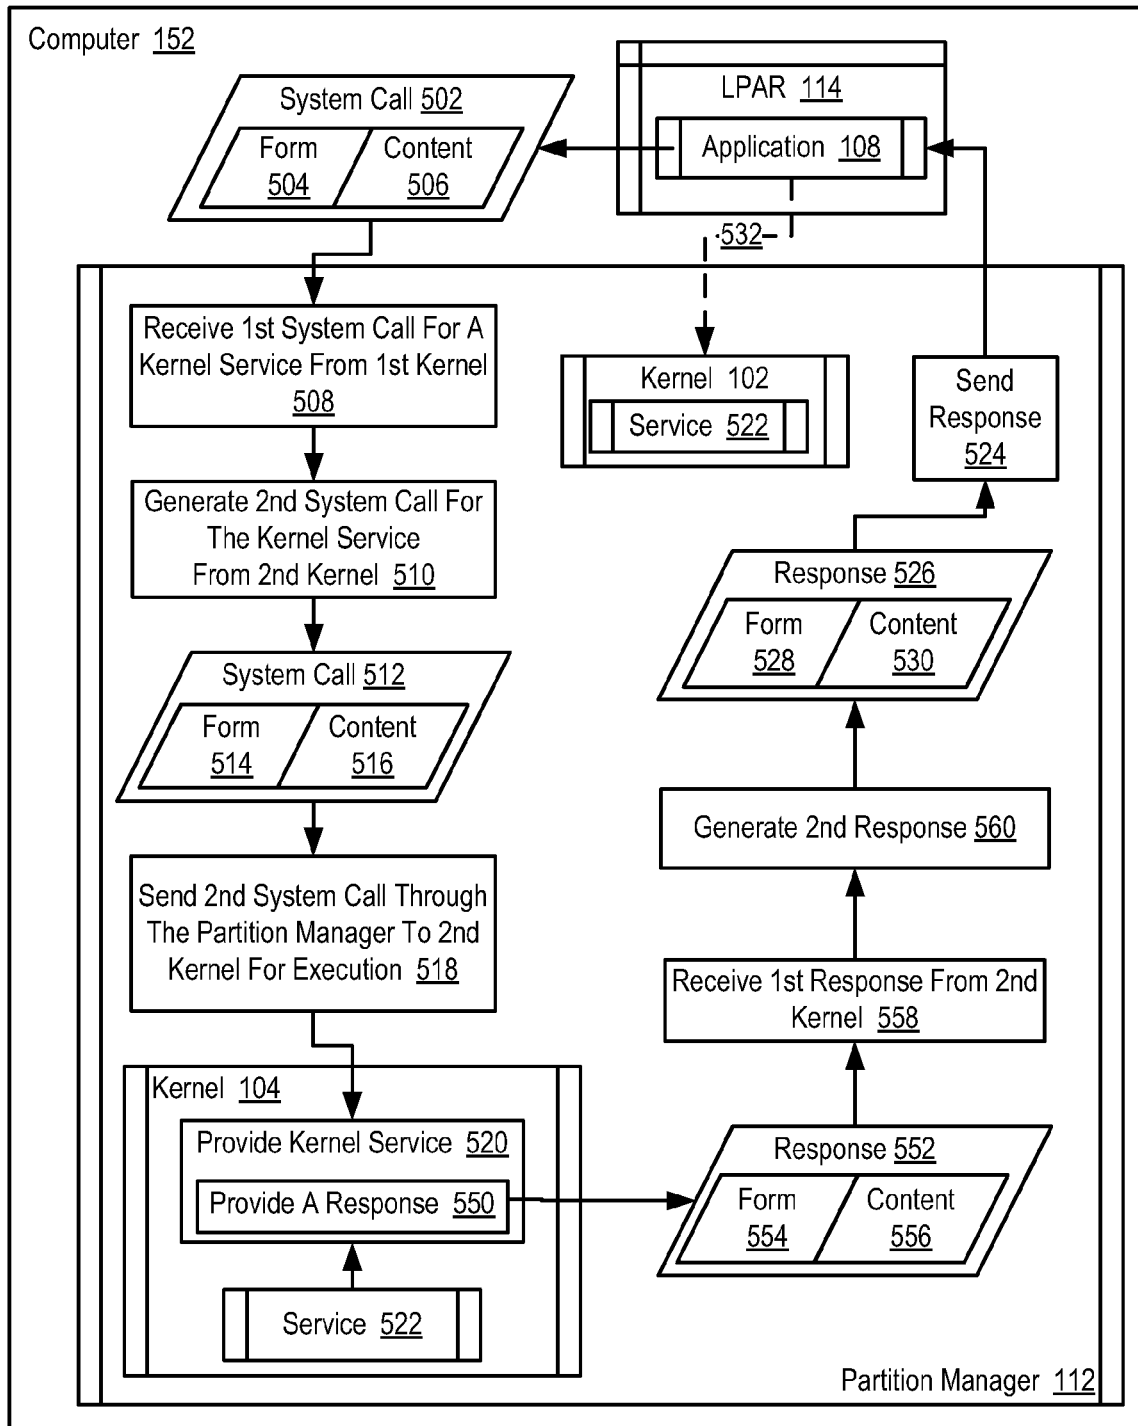 Computer 152
System Call 502
Form
504
Content
506
LPAR 114
Application 108
532
Receive 1st System Call For A
Kernel Service From 1st Kernel
508
Kernel 102
Service 522
Send
Response
524
Generate 2nd System Call For
The Kernel Service
From 2nd Kernel 510
Response 526
Form
528
Content
530
System Call 512
Form
514
Content
516
Generate 2nd Response 560
Send 2nd System Call Through
The Partition Manager To 2nd
Kernel For Execution 518
Receive 1st Response From 2nd
Kernel 558
Kernel 104
Provide Kernel Service 520
Provide A Response 550
Service 522
Response 552
Form
554
Content
556
Partition Manager 112